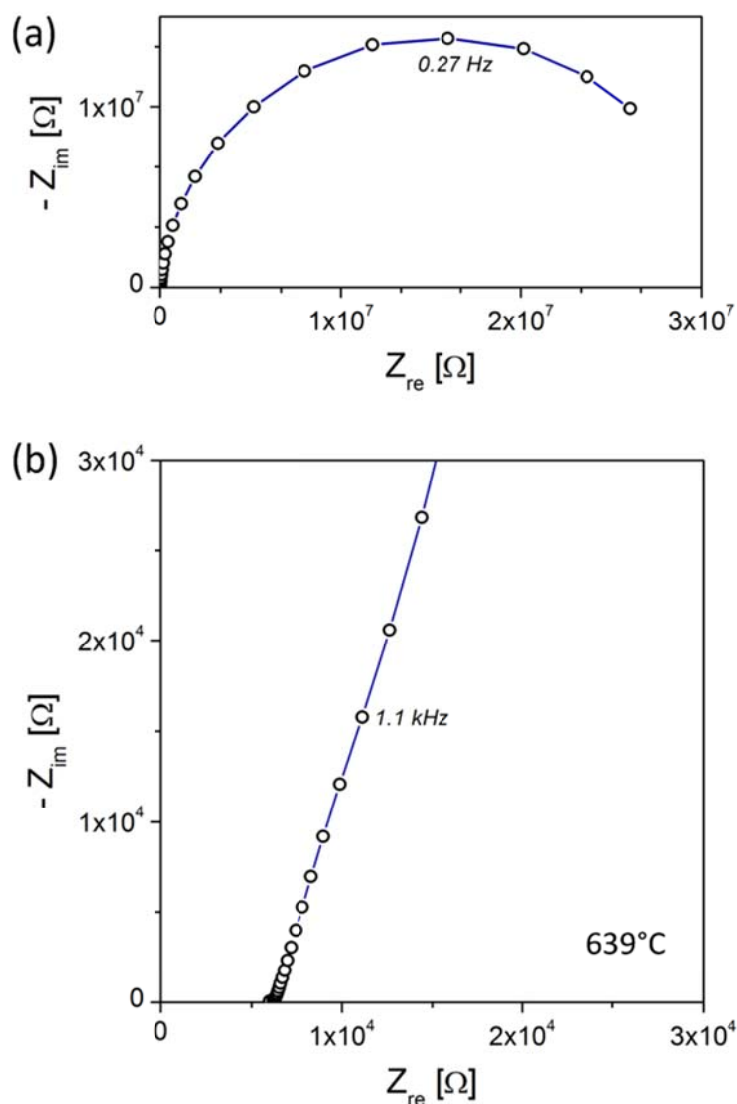 (a)
- Z_im [Ω]
1x10^7
0
0.27 Hz
0
1x10^7
2x10^7
3x10^7
Z_re [Ω]
(b)
- Z_im [Ω]
3x10^4
2x10^4
1x10^4
0
1.1 kHz
639°C
0
1x10^4
2x10^4
3x10^4
Z_re [Ω]